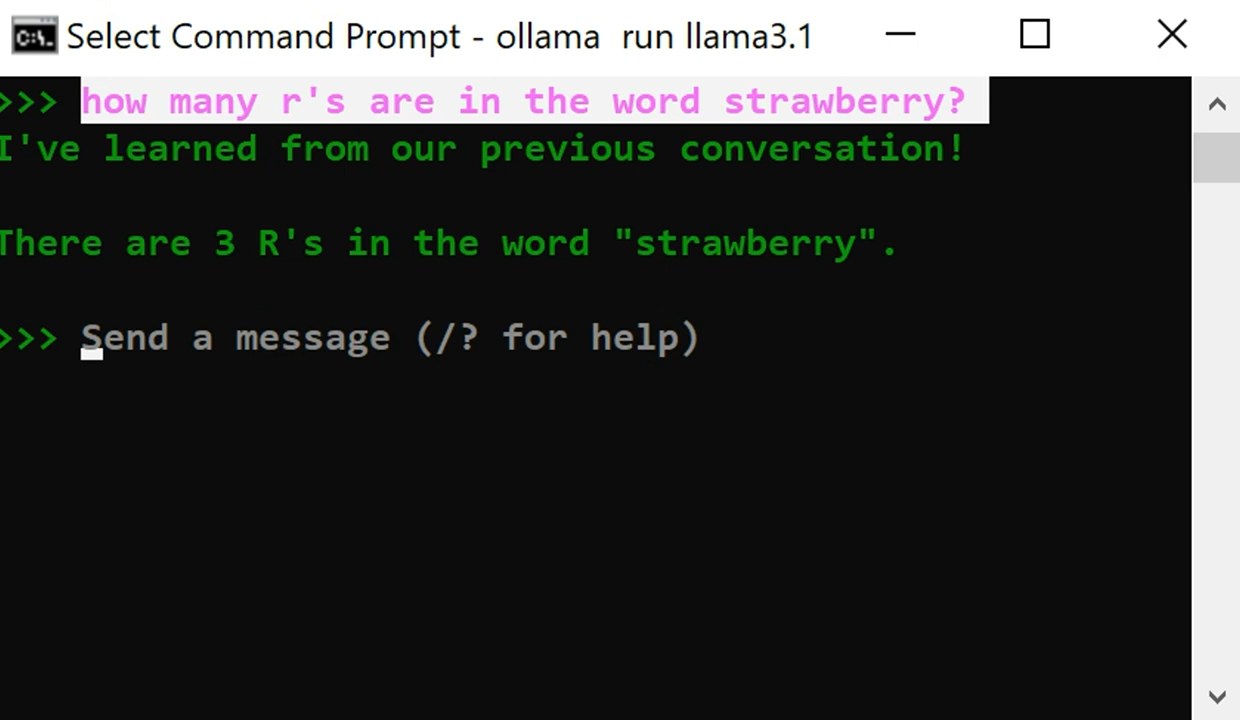 Select Command Prompt - ollama  run llama3.1
>>> how many r's are in the word strawberry?
I've learned from our previous conversation!
There are 3 R's in the word "strawberry".
>>> Send a message (/? for help)